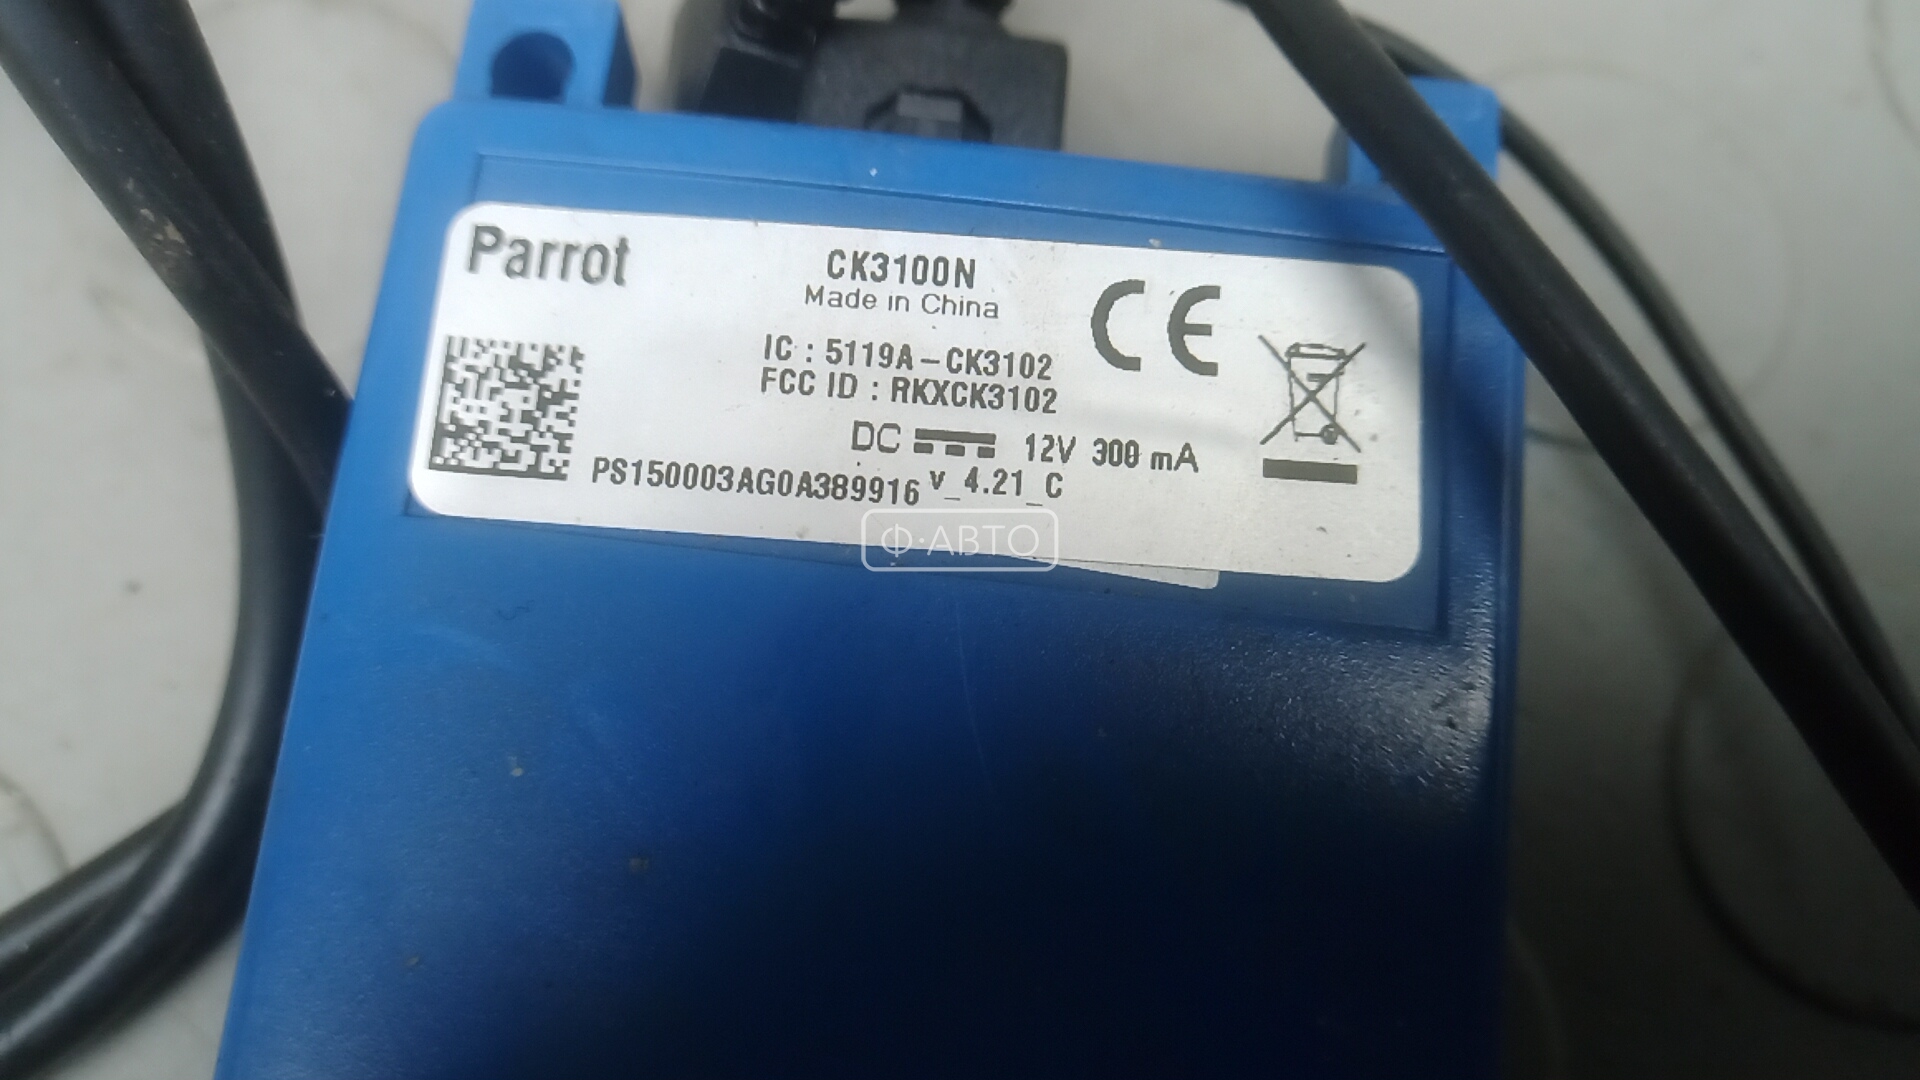 Parrot
CK3100N
Made in China
CE
IC : 5119A-CK3102
FCC ID : RKXCK3102
DC 12V 300 mA
PS150003AG0A389916 v_4.21_C
Ф·АВТО